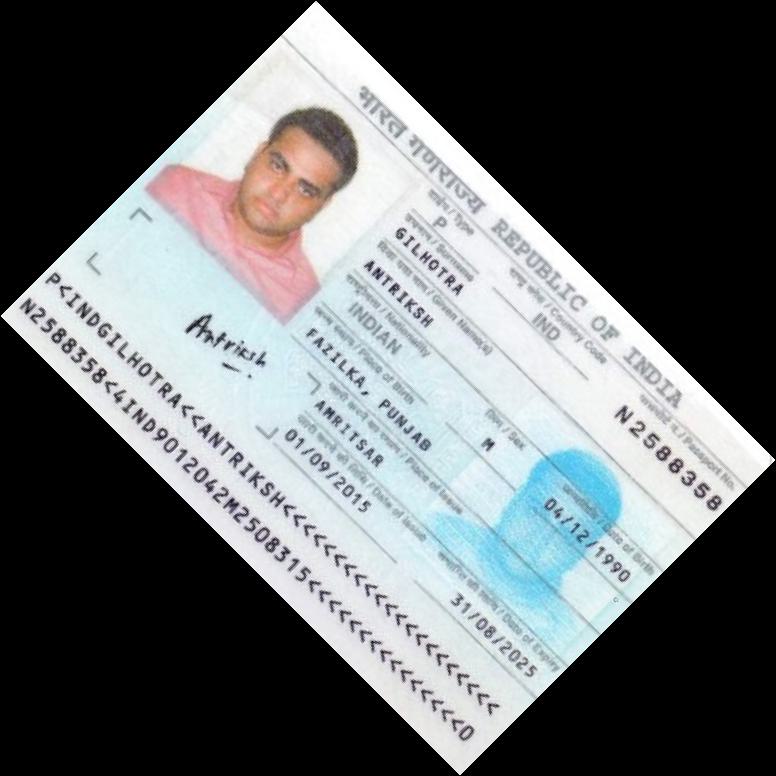 भारत गणराज्य REPUBLIC OF INDIA
टाईप / Type
P
राष्ट्र कोड / Country Code
IND
पासपोर्ट न. / Passport No.
N2588358
उपनाम / Surname
GILHOTRA
दिया गया नाम / Given Name(s)
ANTRIKSH
राष्ट्रीयता / Nationality
INDIAN
लिंग / Sex
M
जन्मतिथि / Date of Birth
04/12/1990
जन्म स्थान / Place of Birth
FAZILKA, PUNJAB
जारी करने का स्थान / Place of Issue
AMRITSAR
जारी करने की तिथि / Date of Issue
01/09/2015
समाप्ति की तिथि / Date of Expiry
31/08/2025
Antriksh
P<INDGILHOTRA<<ANTRIKSH<<<<<<<<<<<<<<<<<<<<<
N2588358<4IND9012042M2508315<<<<<<<<<<<<<<<0